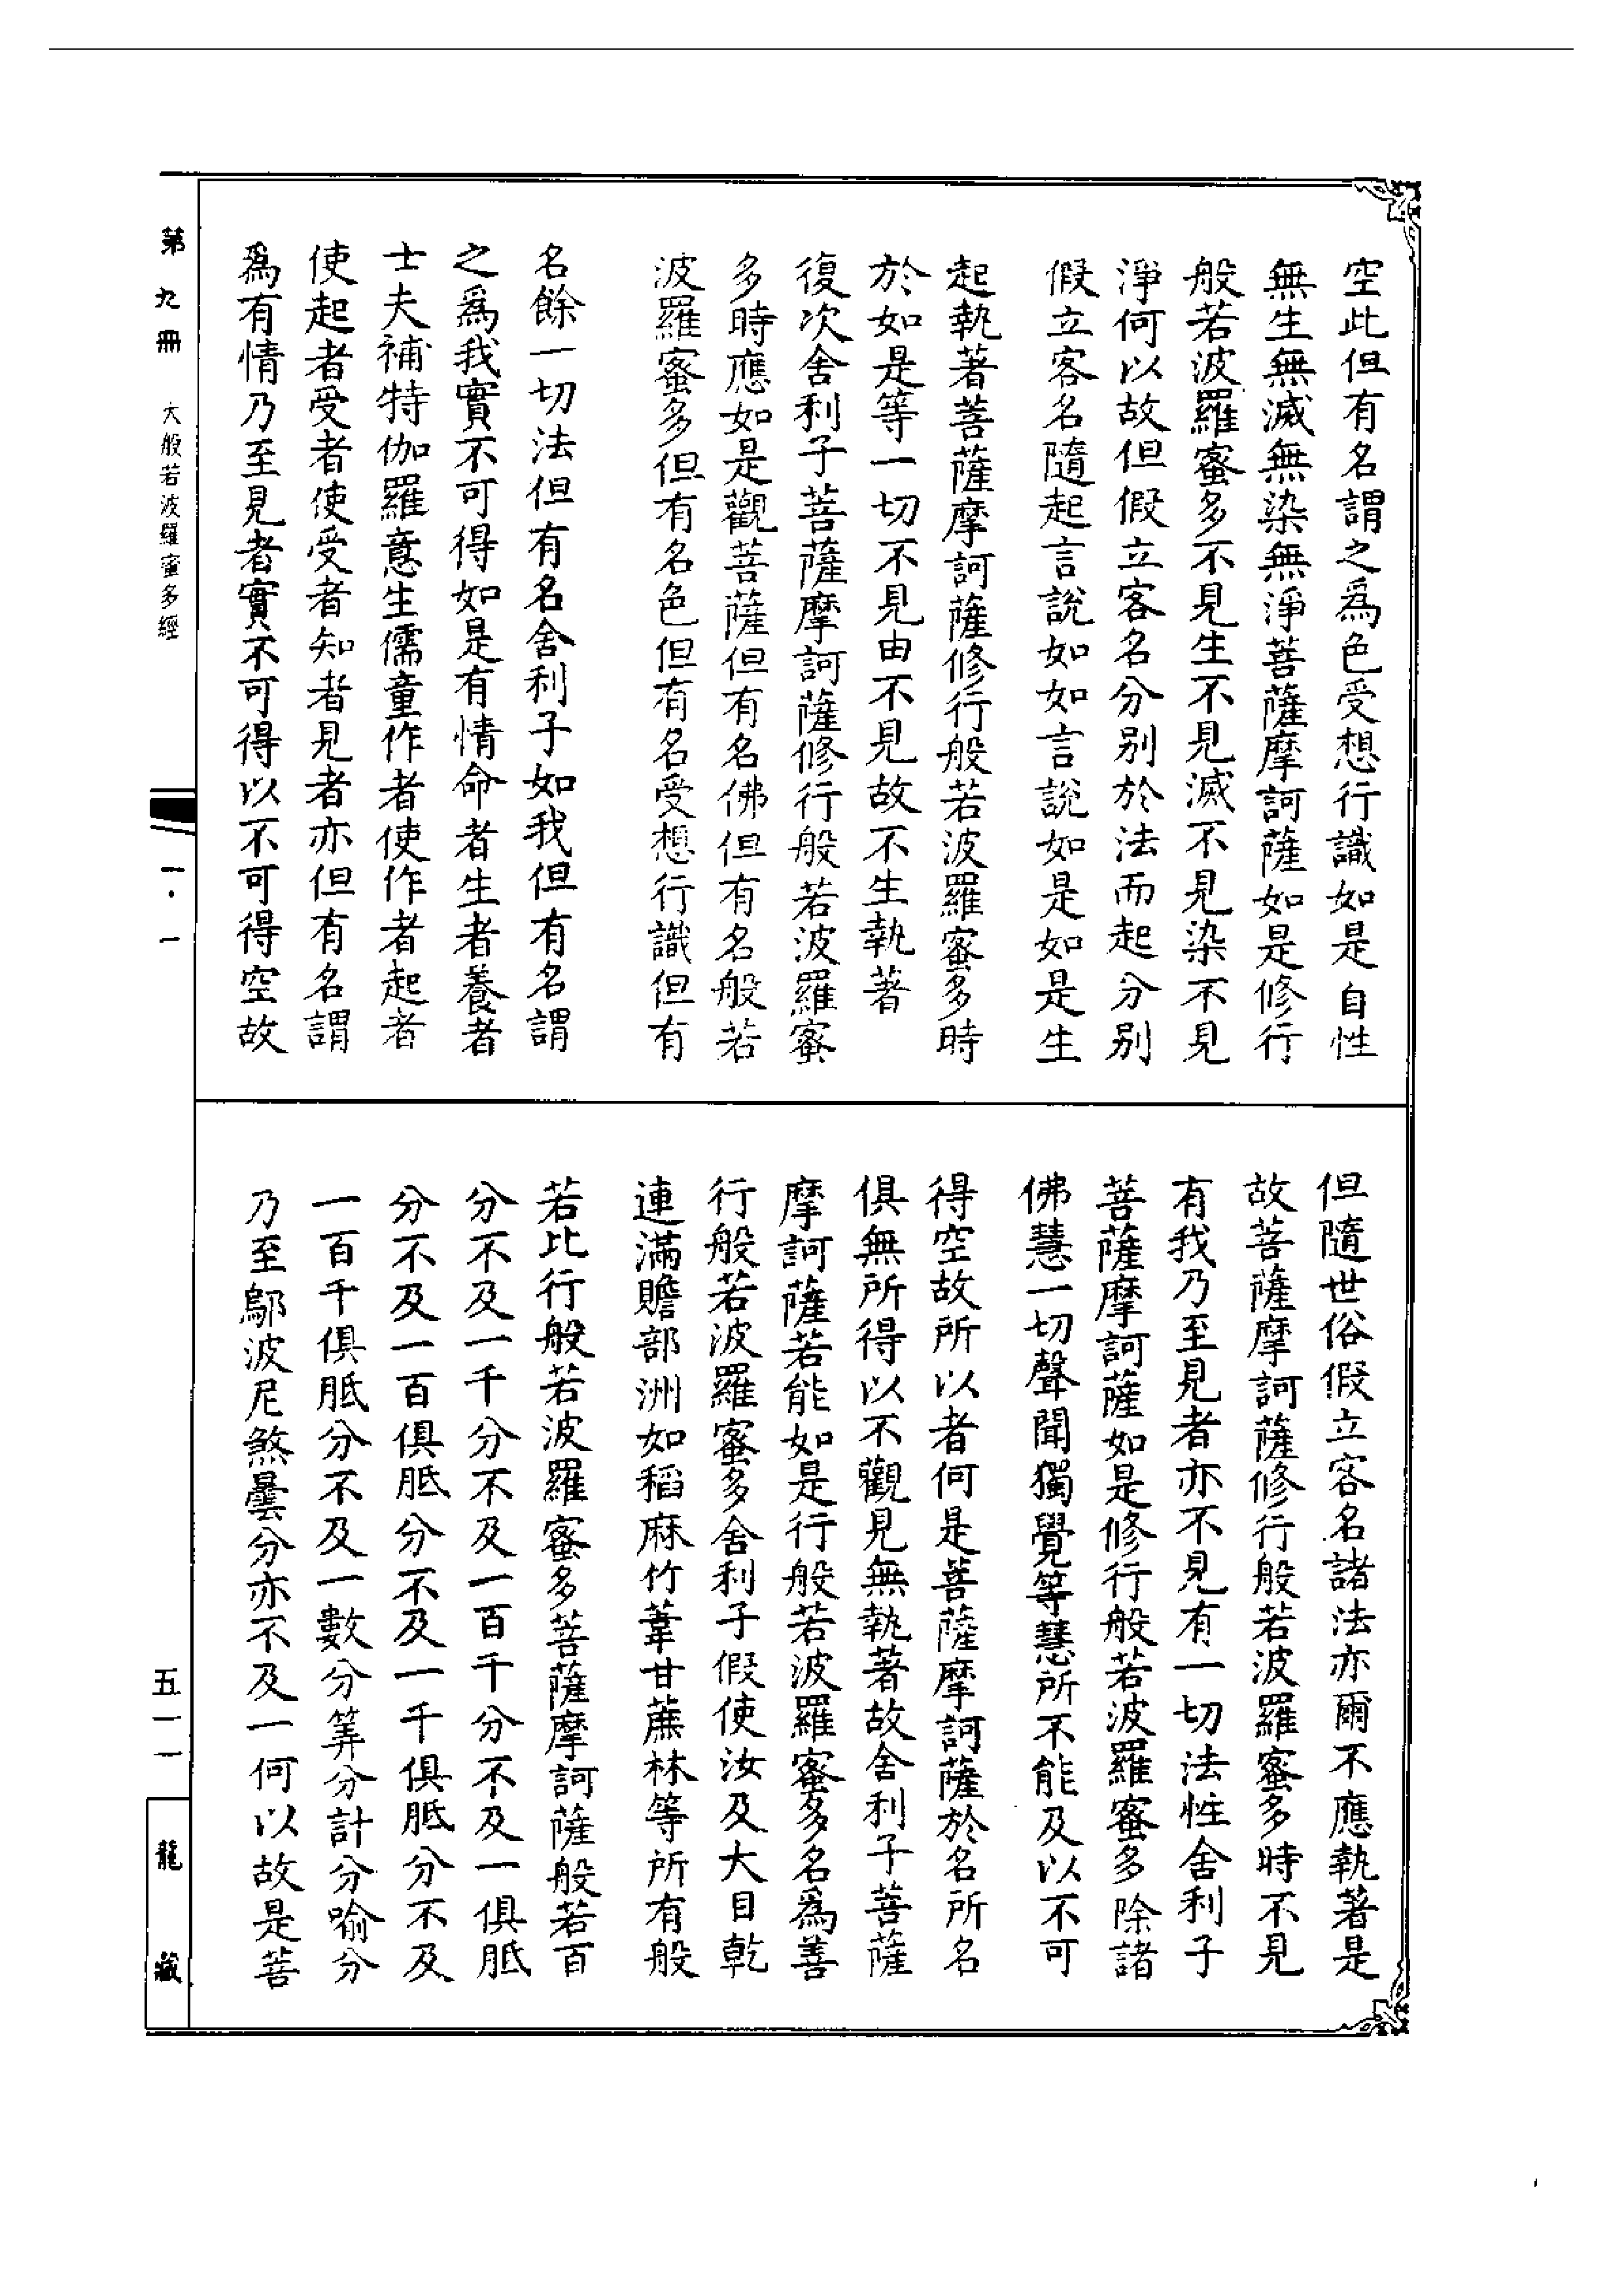 空此但有名謂之爲色受想行識如是自性
無生無滅無染無淨菩薩摩訶薩如是修行
般若波羅蜜多不見生不見滅不見染不見
淨何以故但假立客名分别於法而起分别
假立客名隨起言說如如言說如是如是生
起執著菩薩摩訶薩修行般若波羅蜜多時
於如是等一切不見由不見故不生執著
復次舍利子菩薩摩訶薩修行般若波羅蜜
多時應如是觀菩薩但有名佛但有名般若
波羅蜜多但有名色但有名受想行識但有
名餘一切法但有名舍利子如我但有名謂
之爲我實不可得如是有情命者生者養者
士夫補特伽羅意生儒童作者使作者起者
使起者受者使受者知者見者亦但有名謂
爲有情乃至見者實不可得以不可得空故
但隨世俗假立客名諸法亦爾不應執著是
故菩薩摩訶薩修行般若波羅蜜多時不見
有我乃至見者亦不見有一切法性舍利子
菩薩摩訶薩如是修行般若波羅蜜多除諸
佛慧一切聲聞獨覺等慧所不能及以不可
得空故所以者何是菩薩摩訶薩於名所名
俱無所得以不觀見無執著故舍利子菩薩
摩訶薩若能如是行般若波羅蜜多名爲善
行般若波羅蜜多舍利子假使汝及大目乾
連滿贍部洲如稻麻竹葦甘蔗林等所有般
若比行般若波羅蜜多菩薩摩訶薩般若百
分不及一千分不及一百千分不及一俱胝
分不及一百俱胝分不及一千俱胝分不及
一百千俱胝分不及一數分筭分計分喻分
乃至鄔波尼煞曇分亦不及一何以故是菩
第九冊 大般若波羅蜜多經 一·一 五一一
龍藏